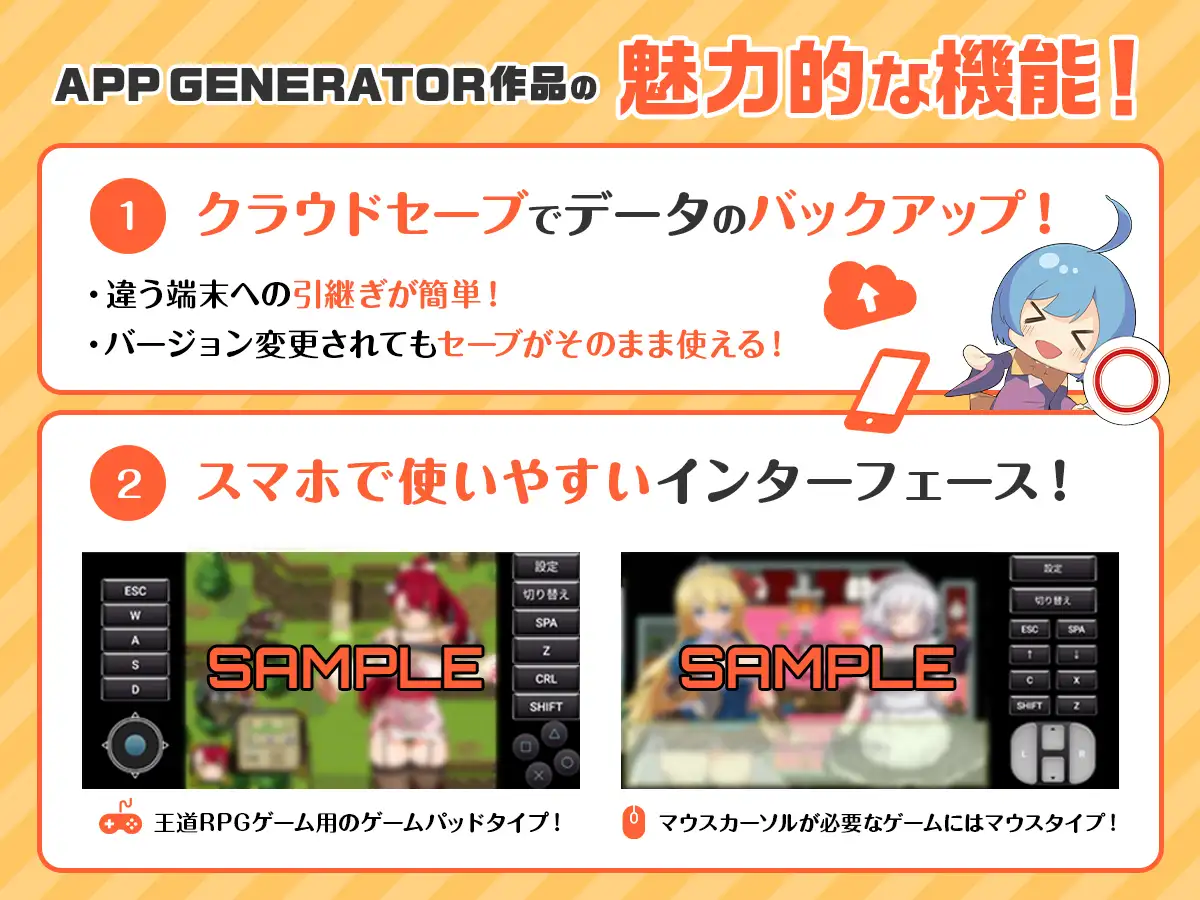 APP GENERATOR作品の 魅力的な機能！
1 クラウドセーブでデータのバックアップ！
・違う端末への引継ぎが簡単！
・バージョン変更されてもセーブがそのまま使える！
2 スマホで使いやすいインターフェース！
ESC
W
A
S
D
SAMPLE
設定
切り替え
SPA
Z
CRL
SHIFT
SAMPLE
設定
切り替え
ESC SPA
↑ ↓
C X
SHIFT Z
L R
王道RPGゲーム用のゲームパッドタイプ！
マウスカーソルが必要なゲームにはマウスタイプ！